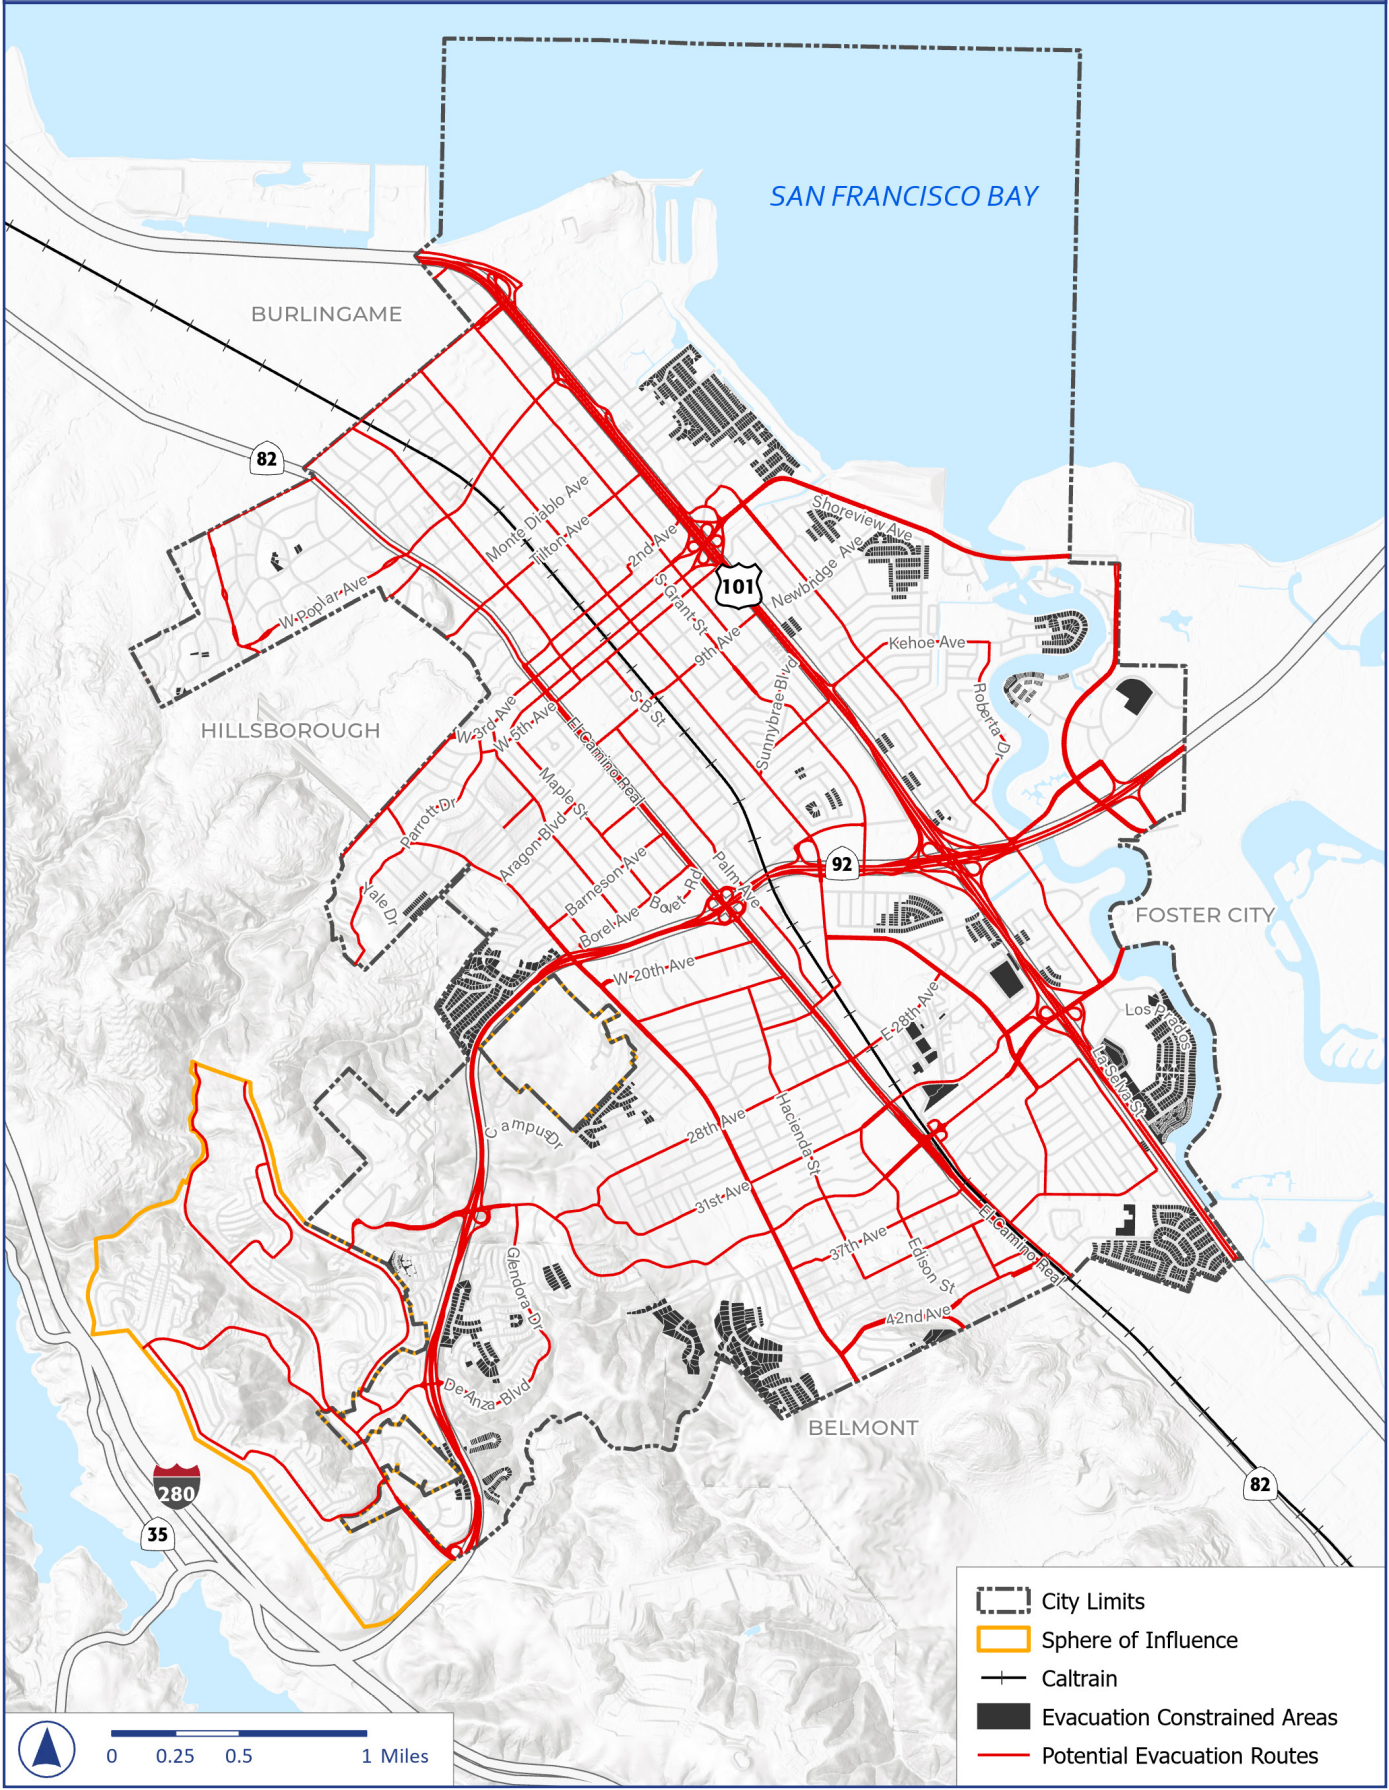 SAN FRANCISCO BAY
BURLINGAME
82
Monte Diablo Ave
Tilton Ave
2nd Ave
Shoreview Ave
101
Newbridge Ave
W Poplar Ave
S Grant St
9th Ave
Kehoe Ave
Roberta Dr
Sunnybrae Blvd
S B St
HILLSBOROUGH
W 3rd Ave
W 5th Ave
El Camino Real
Maple St
Parrott Dr
Aragon Blvd
Palm Ave
92
Barneson Ave
Bovet Rd
Yale Dr
Borel Ave
FOSTER CITY
W 20th Ave
E 28th Ave
Los Prados
La Selva St
Campus Dr
28th Ave
Hacienda St
31st Ave
37th Ave
Edison St
El Camino Real
Glendora Dr
42nd Ave
De Anza Blvd
BELMONT
280
82
35
City Limits
Sphere of Influence
Caltrain
Evacuation Constrained Areas
Potential Evacuation Routes
0 0.25 0.5 1 Miles